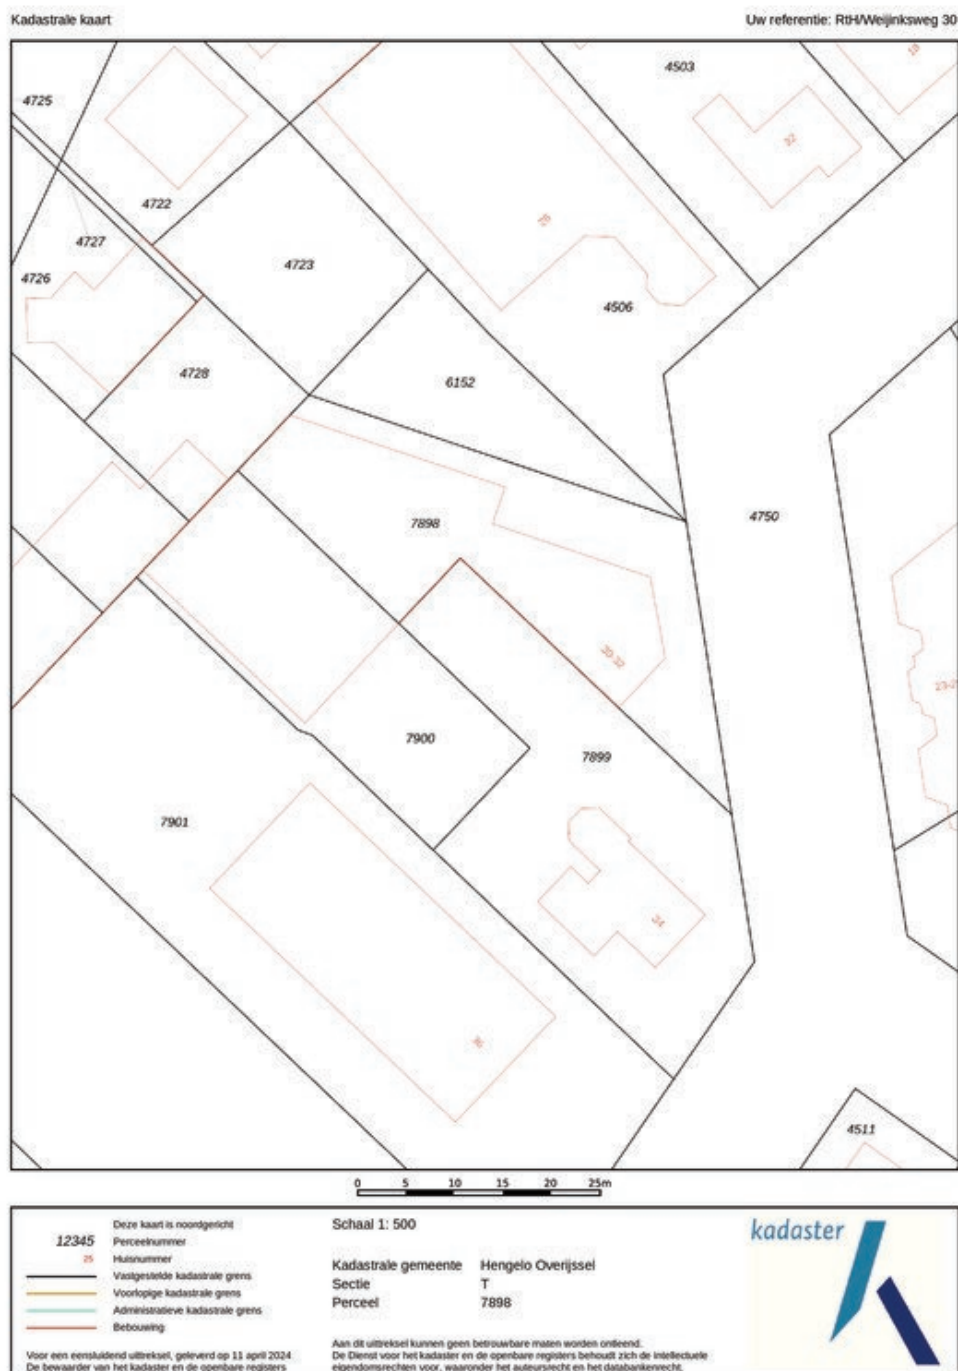 Kadastrale kaart
Uw referentie: RtH/Weijinksweg 30
4503
4725
32
4722
4727
4723
4726
4506
4728
6152
4750
7898
30-32
7900
7899
7901
34
36
4511
0 5 10 15 20 25m
Deze kaart is noordgericht
12345 Perceelnummer
25 Huisnummer
Vastgestelde kadastrale grens
Voorlopige kadastrale grens
Administratieve kadastrale grens
Bebouwing
Voor een eensluidend uittreksel, geleverd op 11 april 2024
De bewaarder van het kadaster en de openbare registers
Schaal 1: 500
Kadastrale gemeente Hengelo Overijssel
Sectie T
Perceel 7898
Aan dit uittreksel kunnen geen betrouwbare maten worden ontleend.
De Dienst voor het kadaster en de openbare registers behoudt zich de intellectuele
eigendomsrechten voor, waaronder het auteursrecht en het databankenrecht.
kadaster